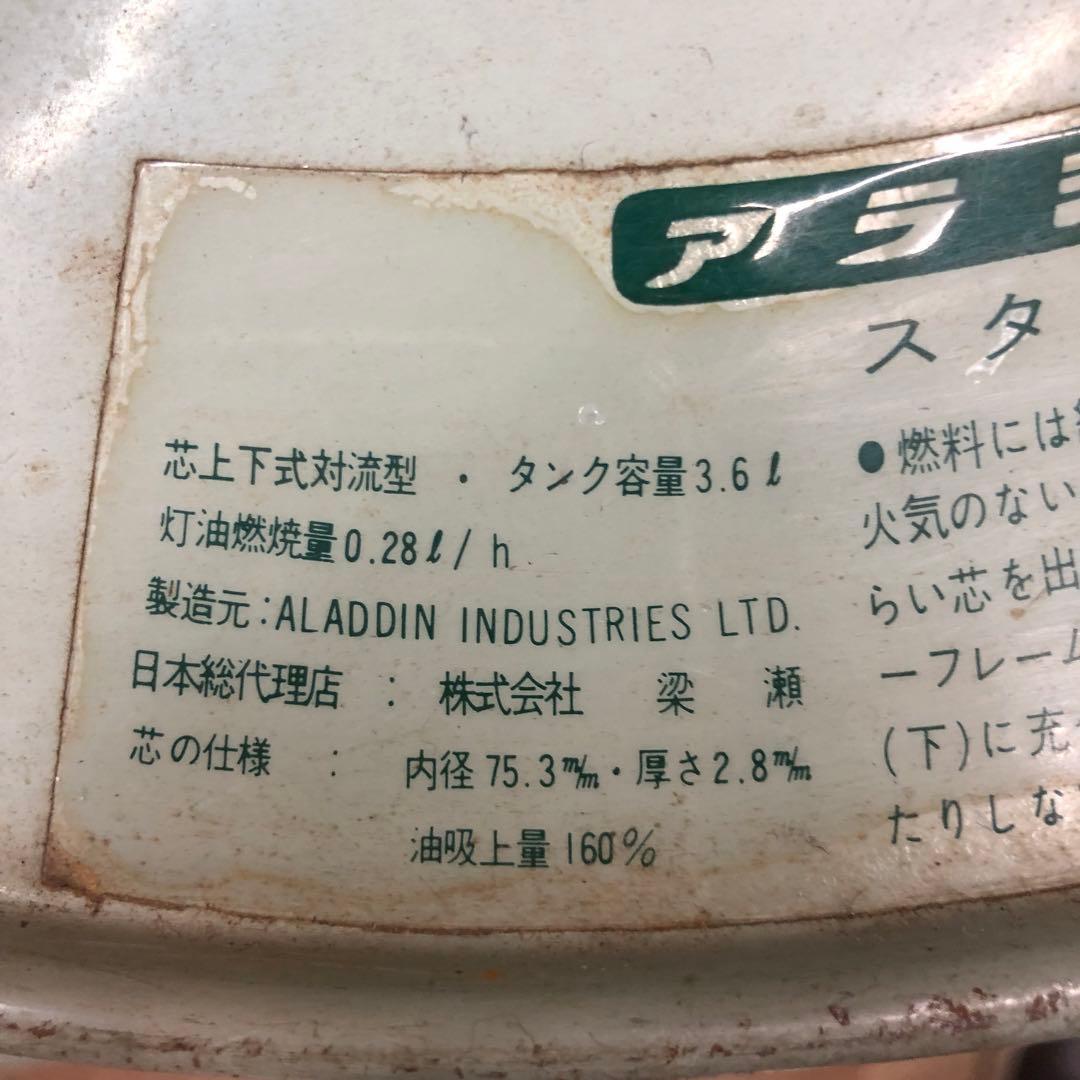 アラ
スタ
芯上下式対流型 ・ タンク容量3.6ℓ
灯油燃焼量0.28ℓ/h
製造元:ALADDIN INDUSTRIES LTD.
日本総代理店 : 株式会社 梁瀬
芯の仕様 : 内径75.3m/m・厚さ2.8m/m
油吸上量160%
●燃料には
火気のない
らい芯を出
ーフレーム
(下)に充
たりしな